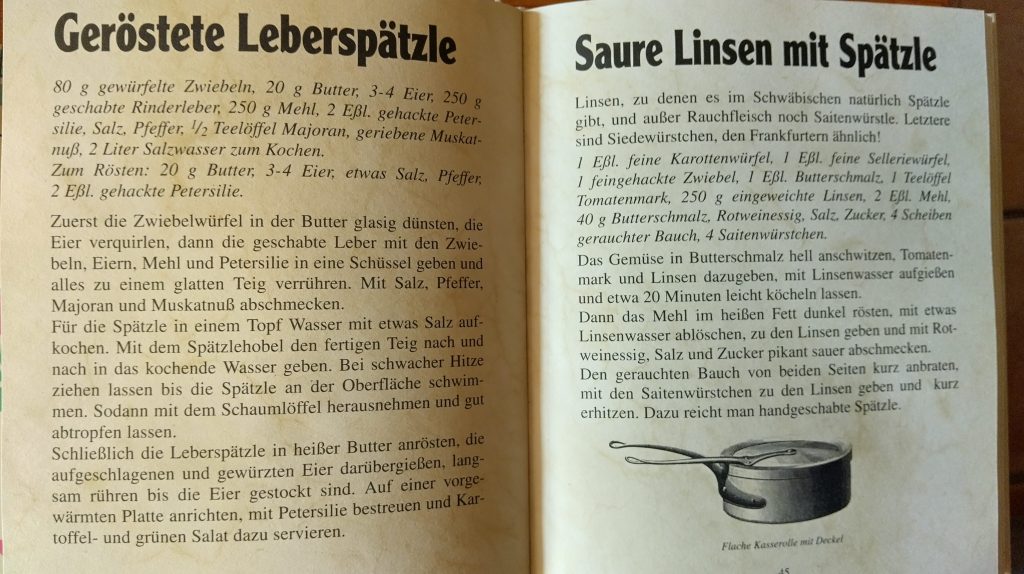 Geröstete Leberspätzle
80 g gewürfelte Zwiebeln, 20 g Butter, 3-4 Eier, 250 g
geschabte Rinderleber, 250 g Mehl, 2 Eßl. gehackte Peter-
silie, Salz, Pfeffer, 1/2 Teelöffel Majoran, geriebene Muskat-
nuß, 2 Liter Salzwasser zum Kochen.
Zum Rösten: 20 g Butter, 3-4 Eier, etwas Salz, Pfeffer,
2 Eßl. gehackte Petersilie.
Zuerst die Zwiebelwürfel in der Butter glasig dünsten, die
Eier verquirlen, dann die geschabte Leber mit den Zwie-
beln, Eiern, Mehl und Petersilie in eine Schüssel geben und
alles zu einem glatten Teig verrühren. Mit Salz, Pfeffer,
Majoran und Muskatnuß abschmecken.
Für die Spätzle in einem Topf Wasser mit etwas Salz auf-
kochen. Mit dem Spätzlehobel den fertigen Teig nach und
nach in das kochende Wasser geben. Bei schwacher Hitze
ziehen lassen bis die Spätzle an der Oberfläche schwim-
men. Sodann mit dem Schaumlöffel herausnehmen und gut
abtropfen lassen.
Schließlich die Leberspätzle in heißer Butter anrösten, die
aufgeschlagenen und gewürzten Eier darübergießen, lang-
sam rühren bis die Eier gestockt sind. Auf einer vorge-
wärmten Platte anrichten, mit Petersilie bestreuen und Kar-
toffel- und grünen Salat dazu servieren.
Saure Linsen mit Spätzle
Linsen, zu denen es im Schwäbischen natürlich Spätzle
gibt, und außer Rauchfleisch noch Saitenwürstle. Letztere
sind Siedewürstchen, den Frankfurtern ähnlich!
1 Eßl. feine Karottenwürfel, 1 Eßl. feine Selleriewürfel,
1 feingehackte Zwiebel, 1 Eßl. Butterschmalz, 1 Teelöffel
Tomatenmark, 250 g eingeweichte Linsen, 2 Eßl. Mehl,
40 g Butterschmalz, Rotweinessig, Salz, Zucker, 4 Scheiben
gerauchter Bauch, 4 Saitenwürstchen.
Das Gemüse in Butterschmalz hell anschwitzen, Tomaten-
mark und Linsen dazugeben, mit Linsenwasser aufgießen
und etwa 20 Minuten leicht köcheln lassen.
Dann das Mehl im heißen Fett dunkel rösten, mit etwas
Linsenwasser ablöschen, zu den Linsen geben und mit Rot-
weinessig, Salz und Zucker pikant sauer abschmecken.
Den gerauchten Bauch von beiden Seiten kurz anbraten,
mit den Saitenwürstchen zu den Linsen geben und kurz
erhitzen. Dazu reicht man handgeschabte Spätzle.
Flache Kasserolle mit Deckel
45